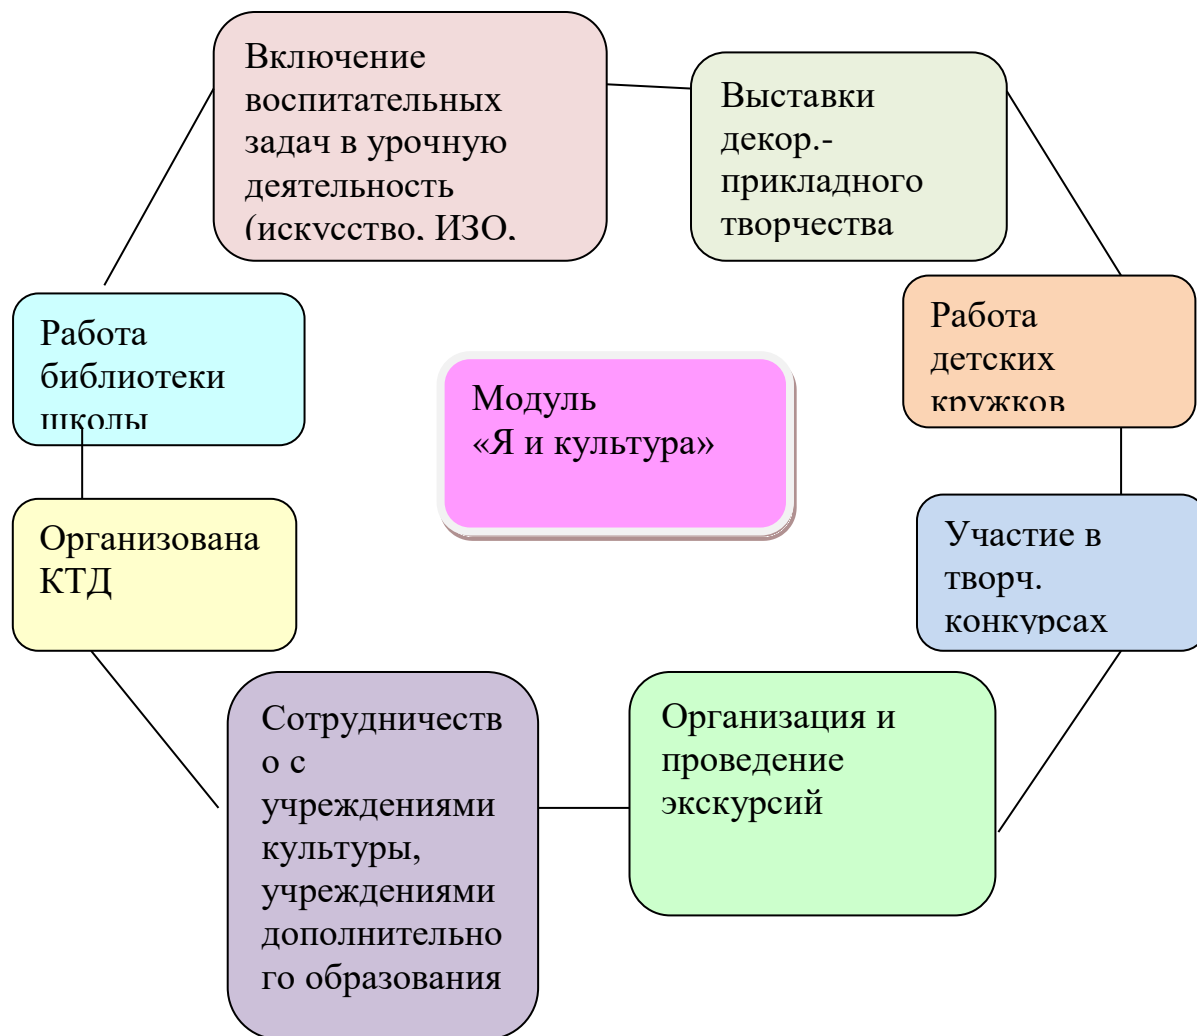 Включение
воспитательных
задач в урочную
деятельность
(искусство, ИЗО,
Выставки
декор.-
прикладного
творчества
Работа
библиотеки
школы
Модуль
«Я и культура»
Работа
детских
кружков
Организована
КТД
Участие в
творч.
конкурсах
Сотрудничеств
о с
учреждениями
культуры,
учреждениями
дополнительно
го образования
Организация и
проведение
экскурсий